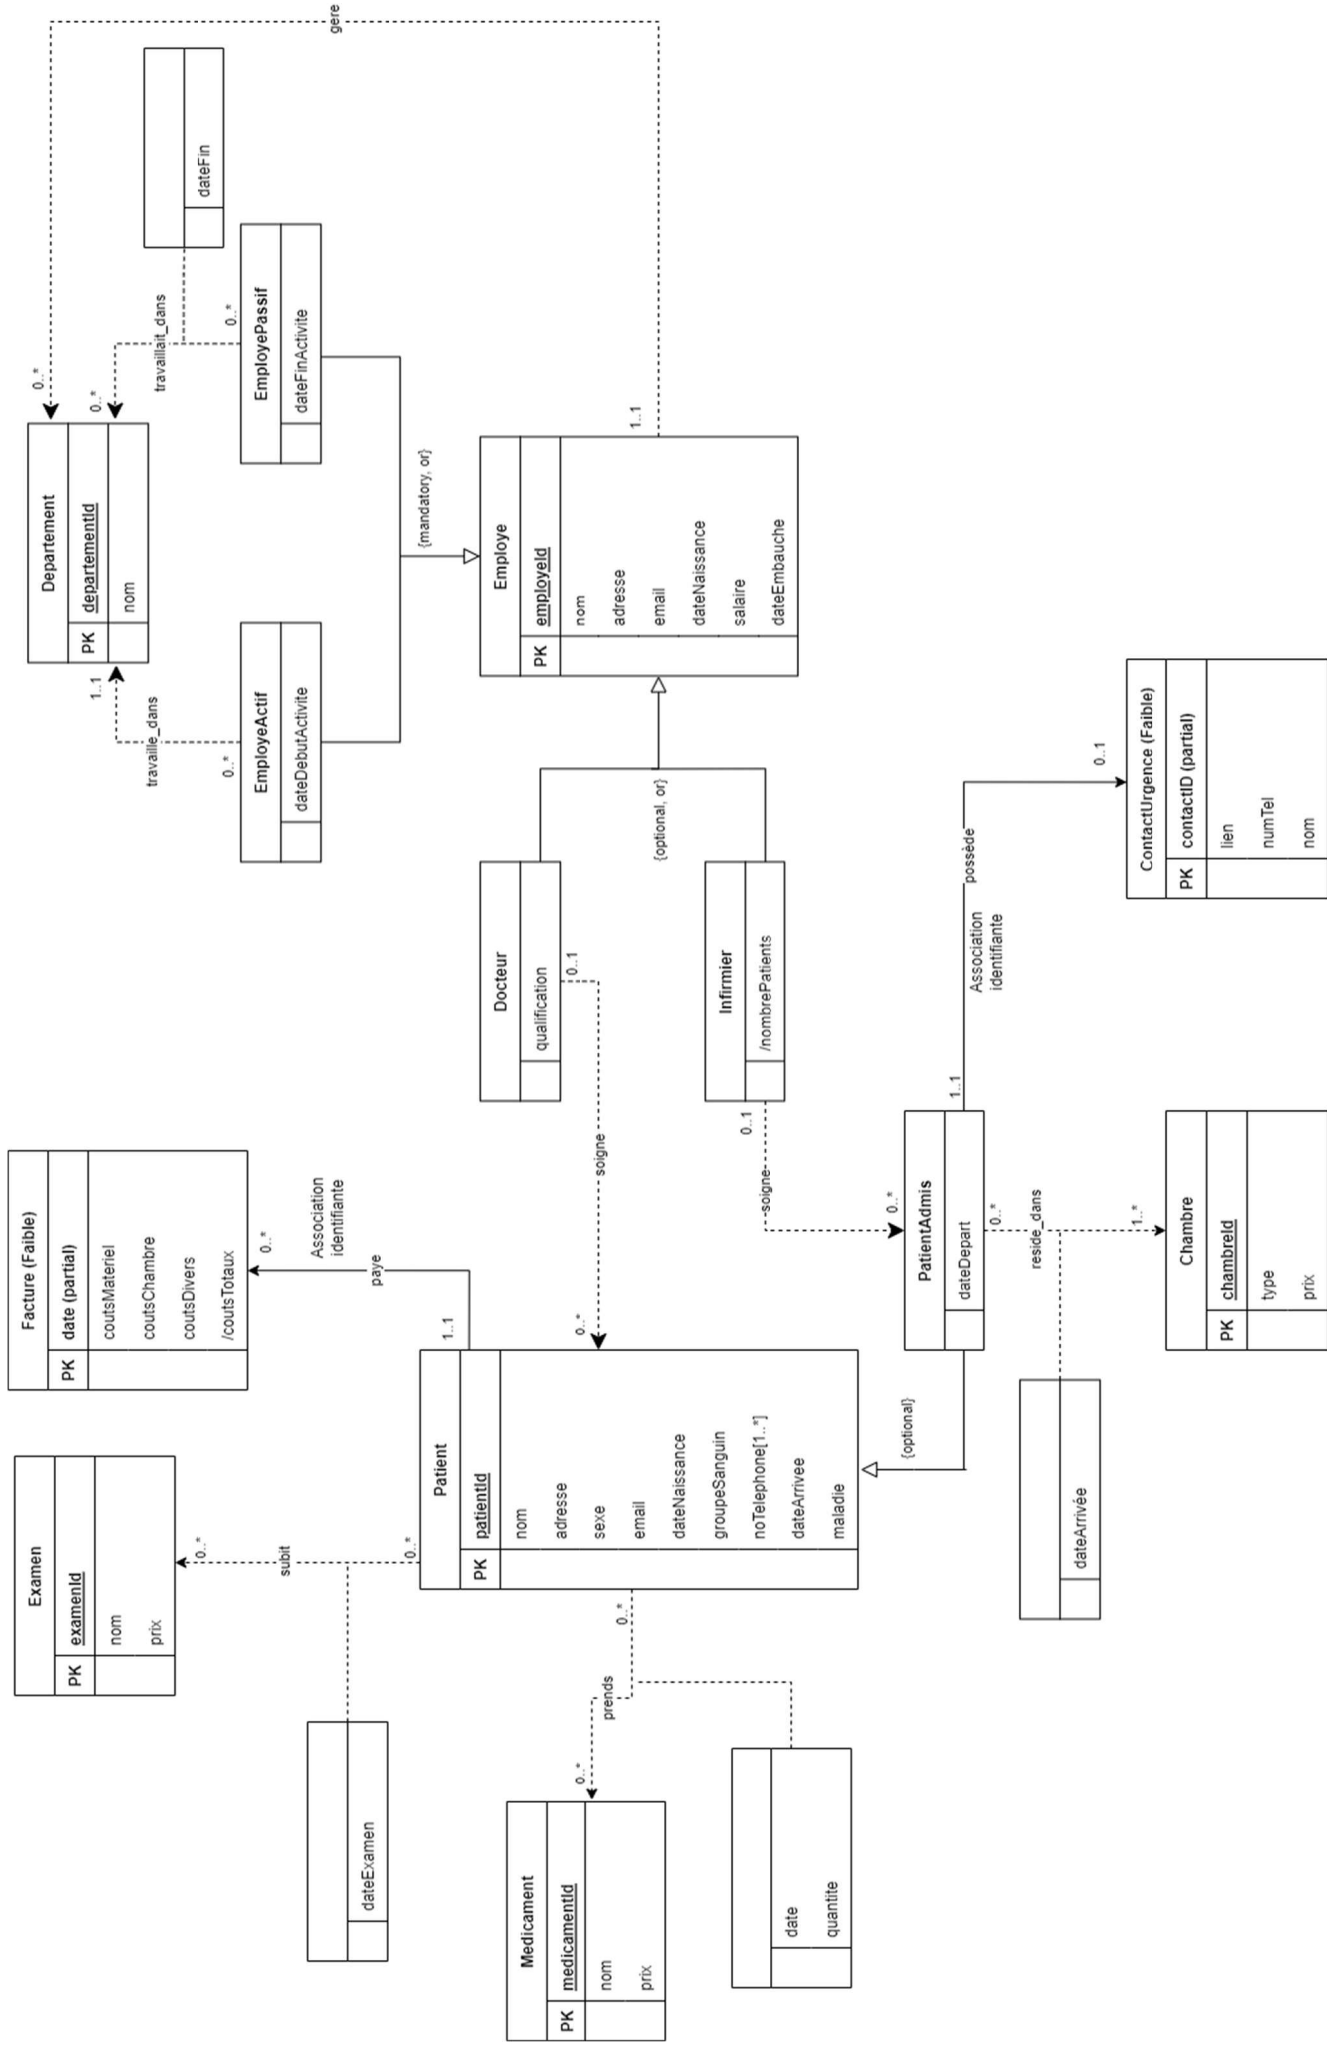 Examen
PK examenId
nom
prix
Facture (Faible)
PK date (partial)
coutsMateriel
coutsChambre
coutsDivers
/coutsTotaux
Departement
PK departementId
nom
dateFin
gere
0..*
subit
0..*
0..*
Association
identifiante
paye
1..1
1..1
travaille_dans
0..*
0..*
travaillait_dans
0..*
0..*
dateExamen
EmployeActif
dateDebutActivite
EmployePassif
dateFinActivite
{mandatory, or}
Patient
PK patientId
nom
adresse
sexe
email
dateNaissance
groupeSanguin
noTelephone[1..*]
dateArrivee
maladie
Docteur
qualification
0..1
soigne
0..*
Employe
PK employeId
nom
adresse
email
dateNaissance
salaire
dateEmbauche
1..1
{optional, or}
Medicament
PK medicamentId
nom
prix
0..*
prends
0..*
date
quantite
Infirmier
/nombrePatients
0..1
soigne
0..*
{optional}
PatientAdmis
dateDepart
1..1
Association
identifiante
possède
0..1
0..*
reside_dans
1..*
dateArrivée
Chambre
PK chambreId
type
prix
ContactUrgence (Faible)
PK contactID (partial)
lien
numTel
nom